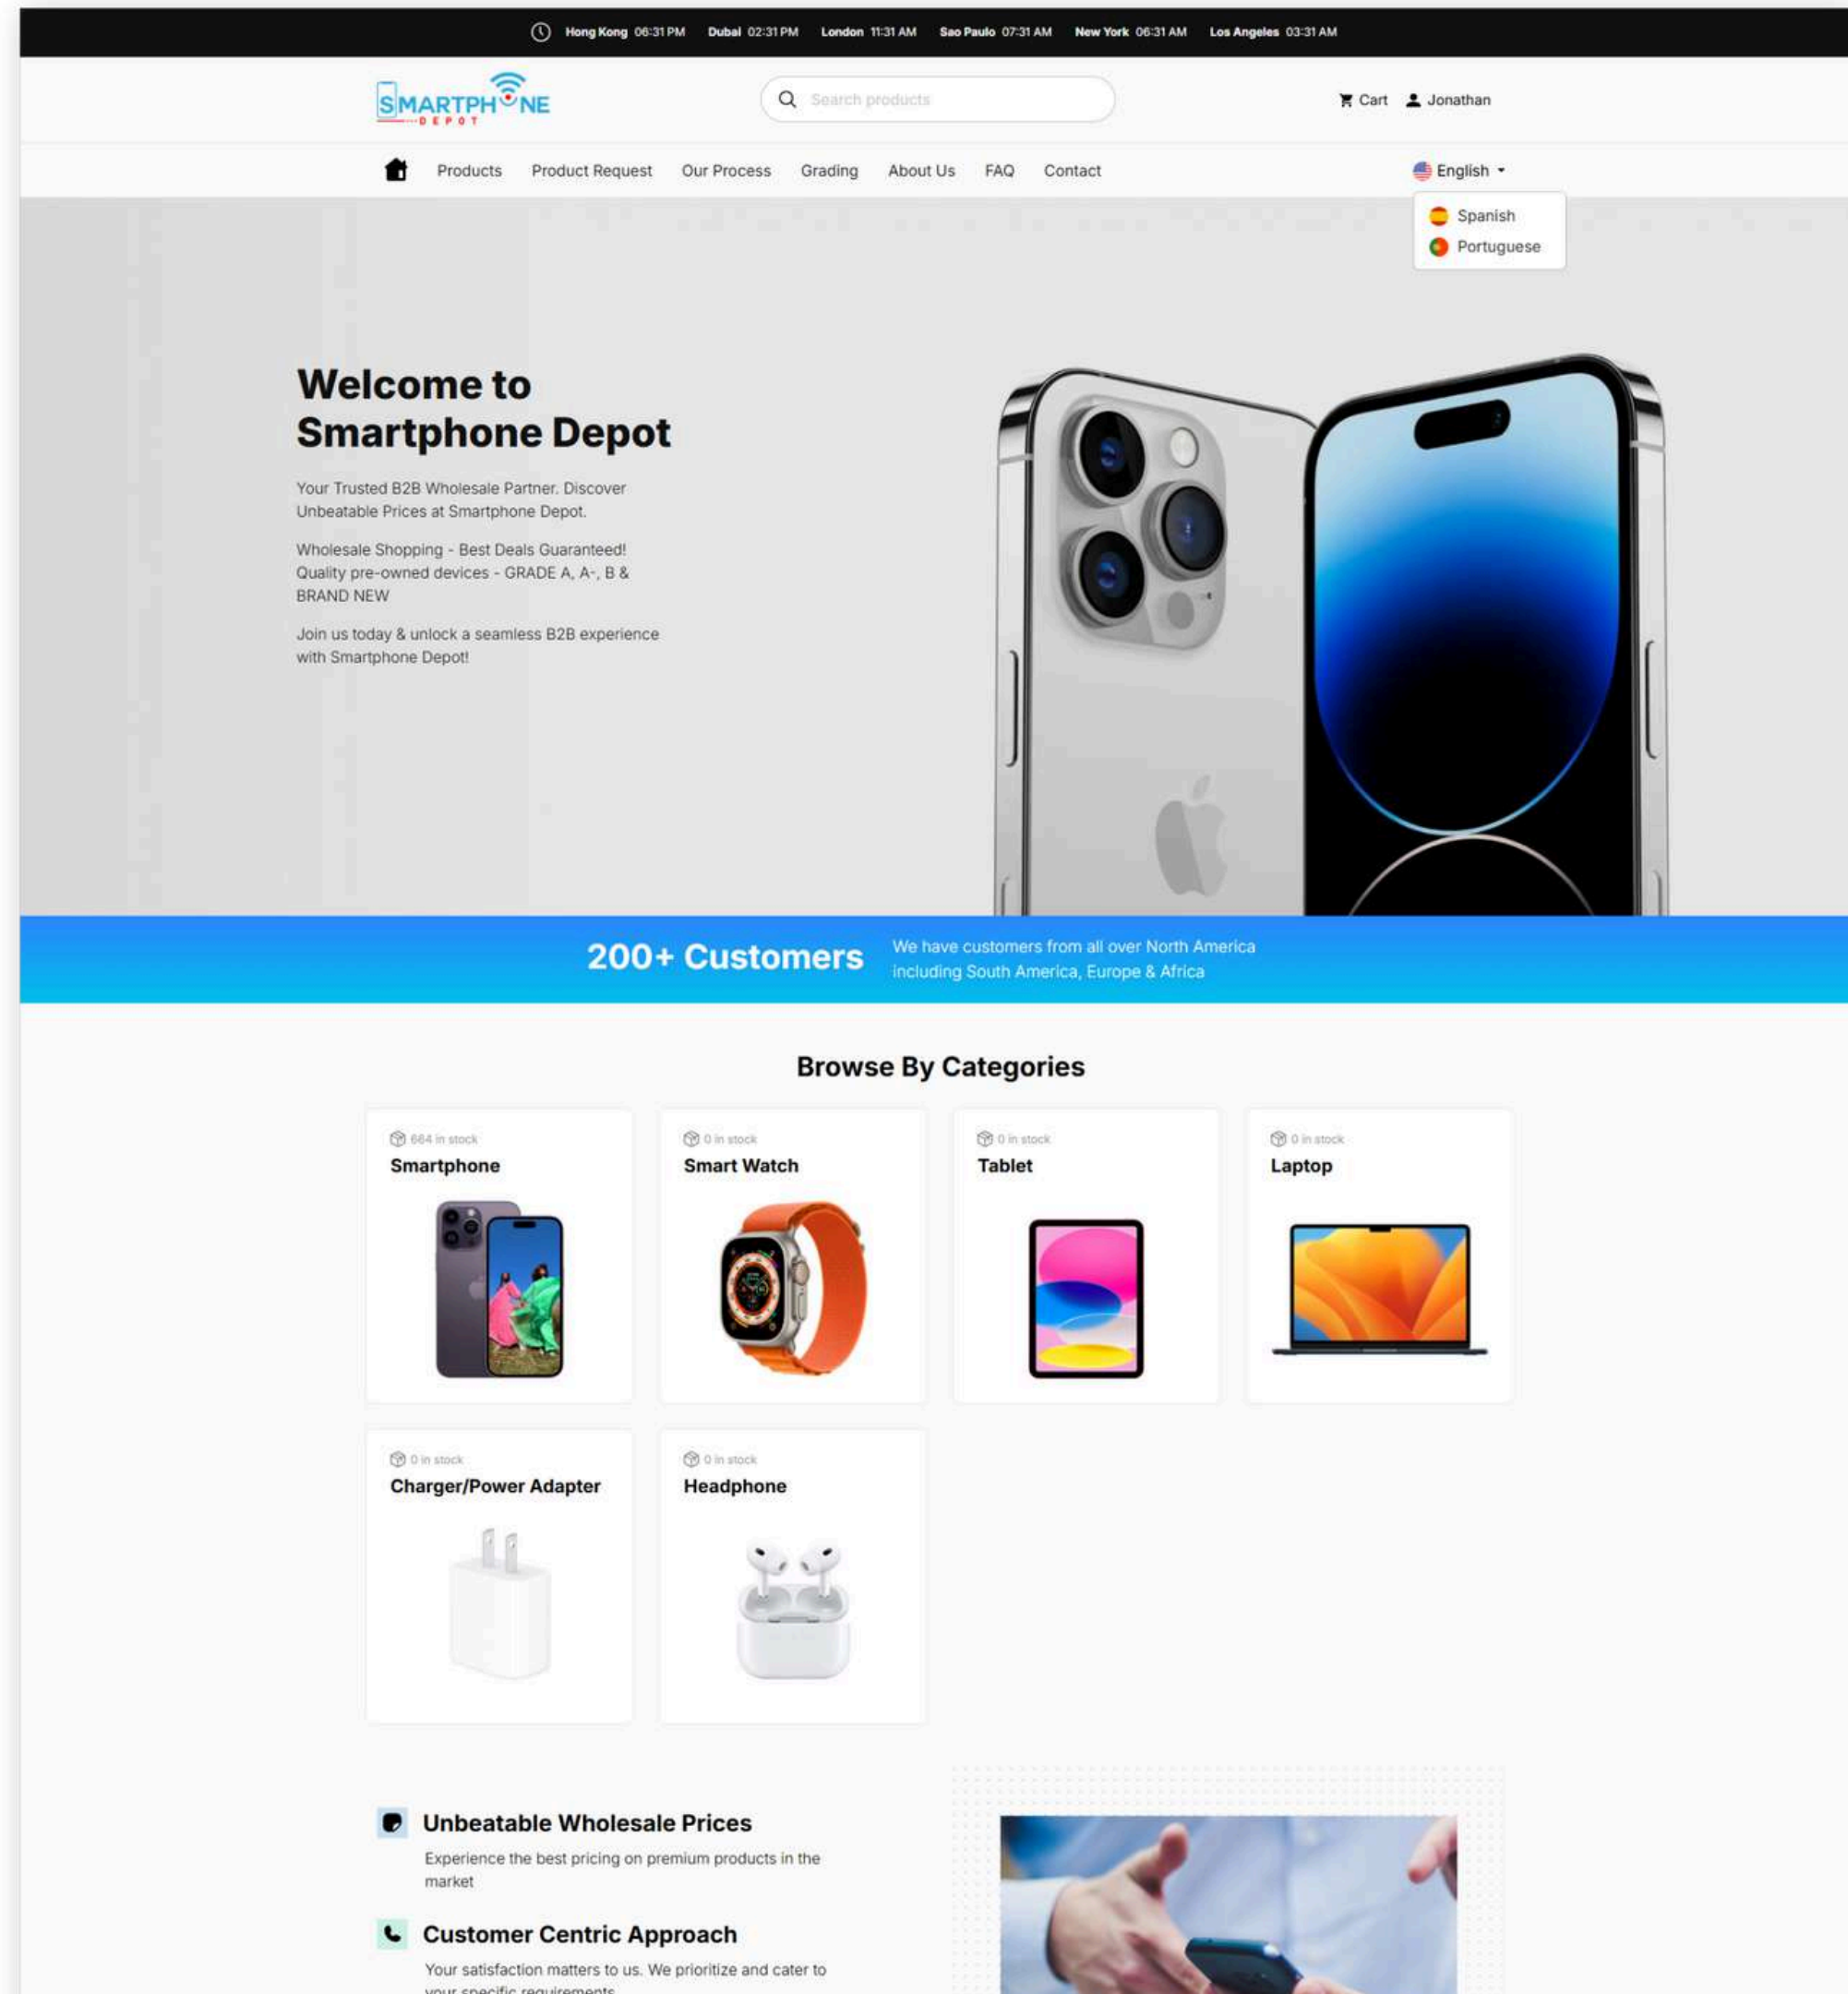 Hong Kong 06:31 PM Dubai 02:31 PM London 11:31 AM Sao Paulo 07:31 AM New York 06:31 AM Los Angeles 03:31 AM
SMARTPHONE
DEPOT
Search products
Cart Jonathan
Products Product Request Our Process Grading About Us FAQ Contact English
Spanish
Portuguese
Welcome to
Smartphone Depot
Your Trusted B2B Wholesale Partner. Discover
Unbeatable Prices at Smartphone Depot.
Wholesale Shopping - Best Deals Guaranteed!
Quality pre-owned devices - GRADE A, A-, B &
BRAND NEW
Join us today & unlock a seamless B2B experience
with Smartphone Depot!
200+ Customers
We have customers from all over North America
including South America, Europe & Africa
Browse By Categories
664 in stock
Smartphone
0 in stock
Smart Watch
0 in stock
Tablet
0 in stock
Laptop
0 in stock
Charger/Power Adapter
0 in stock
Headphone
Unbeatable Wholesale Prices
Experience the best pricing on premium products in the
market
Customer Centric Approach
Your satisfaction matters to us. We prioritize and cater to
your specific requirements